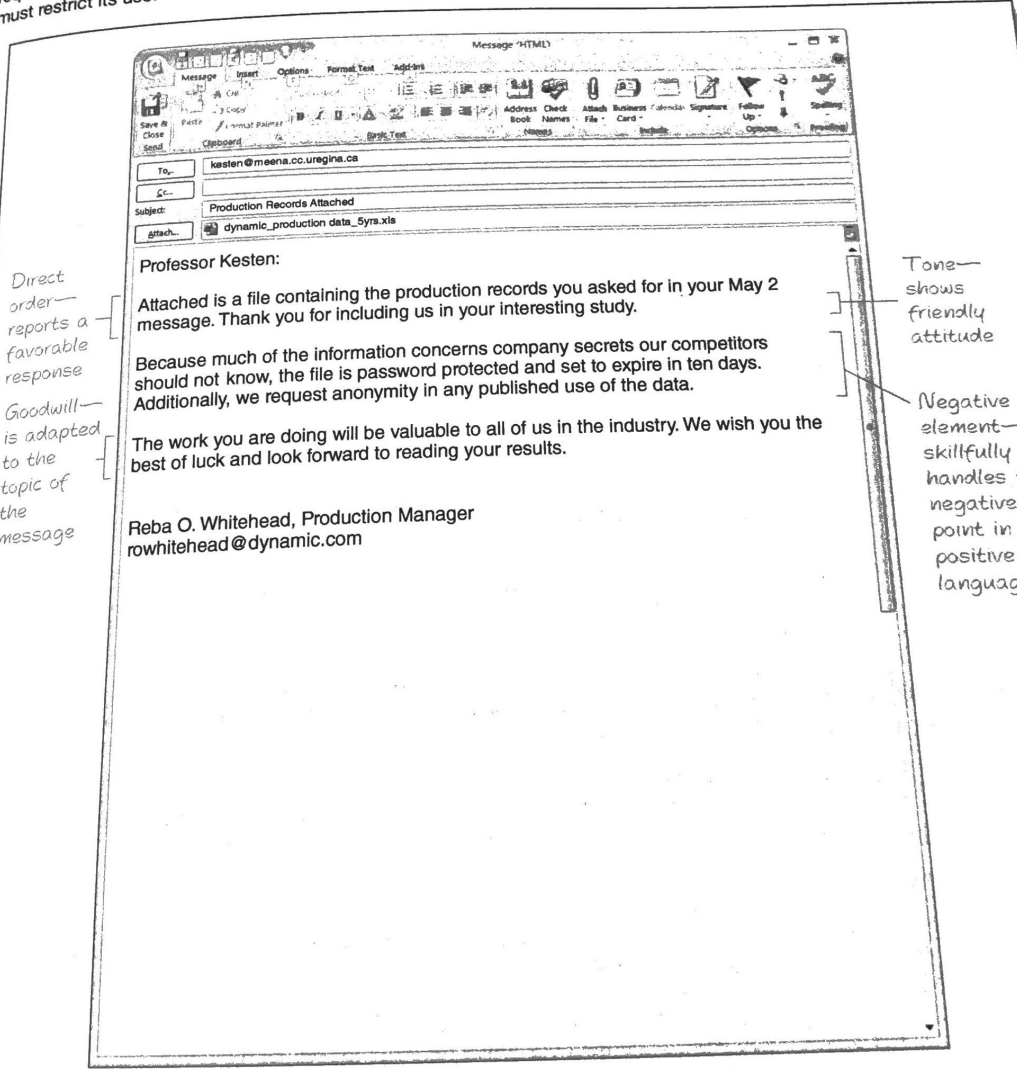 must restrict its
Message (HTML)
Message Insert Options Format Text Add-Ins
Save & Close
Paste
Cut
Copy
Format Painter
Address Book
Check Names
Attach File
Business Card
Calendar
Signature
Follow Up
ABC
Spelling
Send
Clipboard
Basic Text
Names
Include
Options
Proofing
To...
kesten@meena.cc.uregina.ca
Cc...
Subject:
Production Records Attached
Attach...
dynamic_production data_5yrs.xls
Professor Kesten:
Attached is a file containing the production records you asked for in your May 2
message. Thank you for including us in your interesting study.
Because much of the information concerns company secrets our competitors
should not know, the file is password protected and set to expire in ten days.
Additionally, we request anonymity in any published use of the data.
The work you are doing will be valuable to all of us in the industry. We wish you the
best of luck and look forward to reading your results.
Reba O. Whitehead, Production Manager
rowhitehead@dynamic.com
Direct
order—
reports a
favorable
response
Goodwill—
is adapted
to the
topic of
the
message
Tone—
shows
friendly
attitude
Negative
element—
skillfully
handles
negative
point in
positive
languag